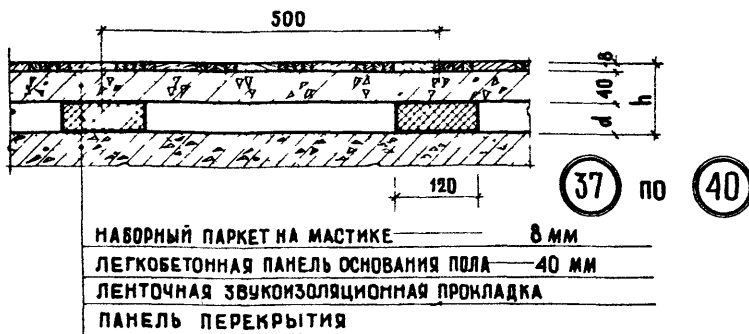 500
8
40
d
h
120
37 ПО 40
НАБОРНЫЙ ПАРКЕТ НА МАСТИКЕ 8 ММ
ЛЕГКОБЕТОННАЯ ПАНЕЛЬ ОСНОВАНИЯ ПОЛА 40 ММ
ЛЕНТОЧНАЯ ЗВУКОИЗОЛЯЦИОННАЯ ПРОКЛАДКА
ПАНЕЛЬ ПЕРЕКРЫТИЯ